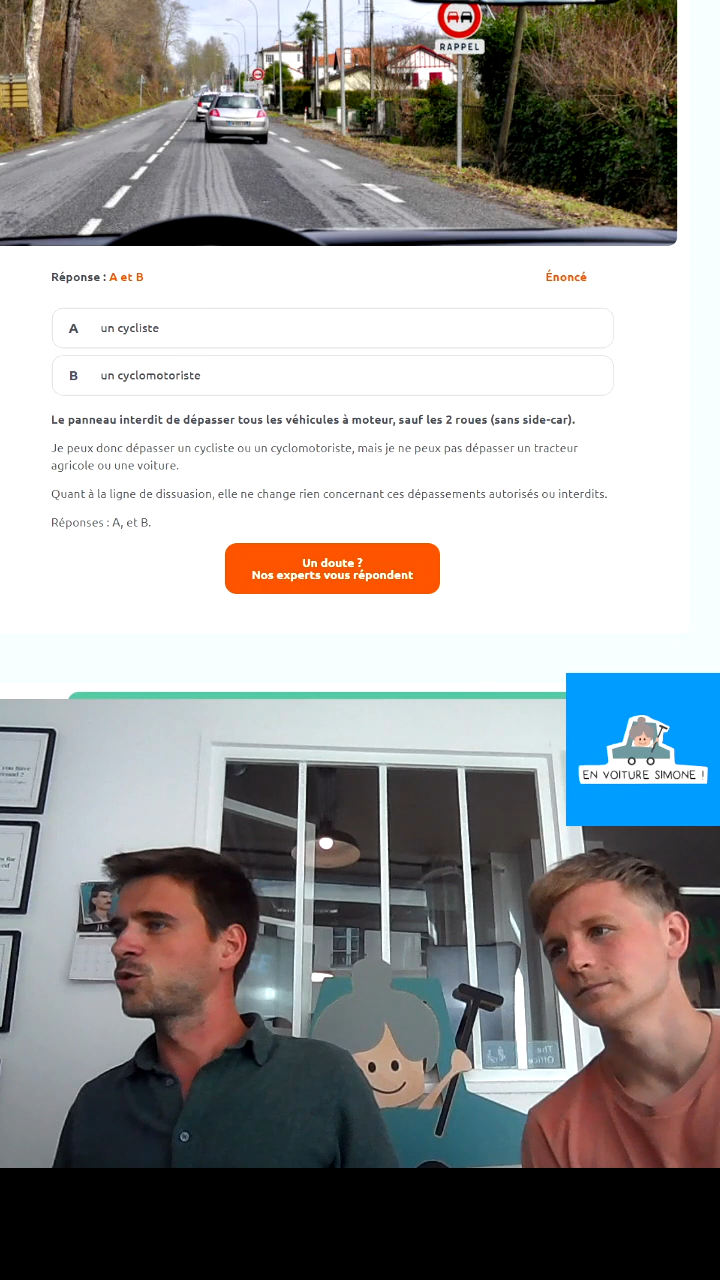 RAPPEL
Réponse : A et B
Énoncé
A un cycliste
B un cyclomotoriste
Le panneau interdit de dépasser tous les véhicules à moteur, sauf les 2 roues (sans side-car).
Je peux donc dépasser un cycliste ou un cyclomotoriste, mais je ne peux pas dépasser un tracteur
agricole ou une voiture.
Quant à la ligne de dissuasion, elle ne change rien concernant ces dépassements autorisés ou interdits.
Réponses : A, et B.
Un doute ?
Nos experts vous répondent
EN VOITURE SIMONE !
The
Office